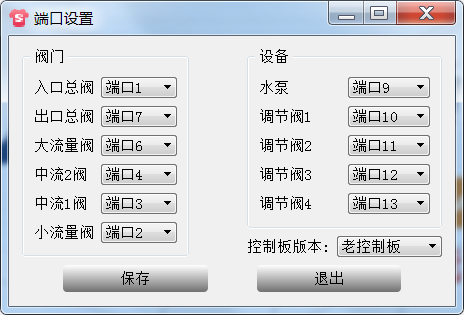 端口设置
阀门
入口总阀 端口1
出口总阀 端口7
大流量阀 端口6
中流2阀 端口4
中流1阀 端口3
小流量阀 端口2
设备
水泵 端口9
调节阀1 端口10
调节阀2 端口11
调节阀3 端口12
调节阀4 端口13
控制板版本: 老控制板
保存
退出